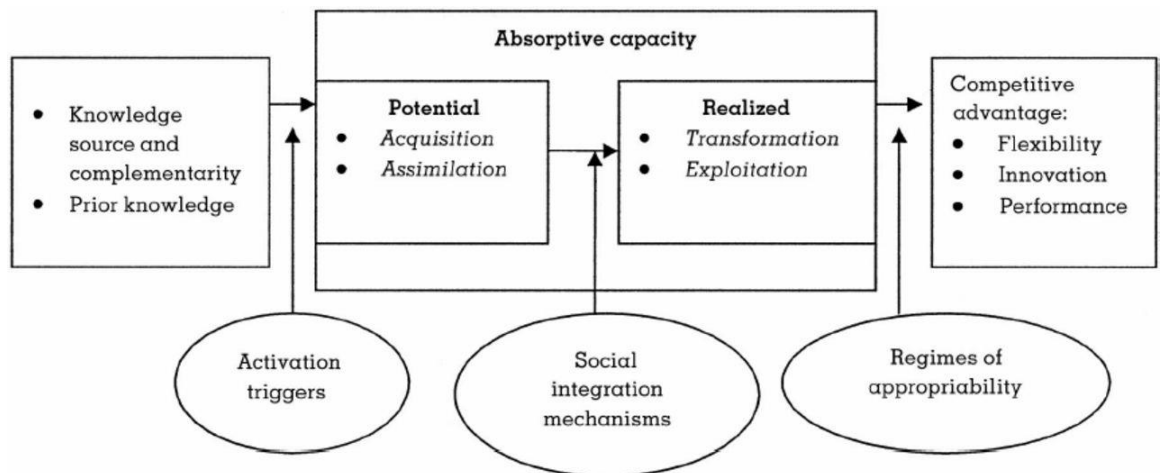 Absorptive capacity
• Knowledge
source and
complementarity
• Prior knowledge
Potential
• Acquisition
• Assimilation
Realized
• Transformation
• Exploitation
Competitive
advantage:
• Flexibility
• Innovation
• Performance
Activation
triggers
Social
integration
mechanisms
Regimes of
appropriability